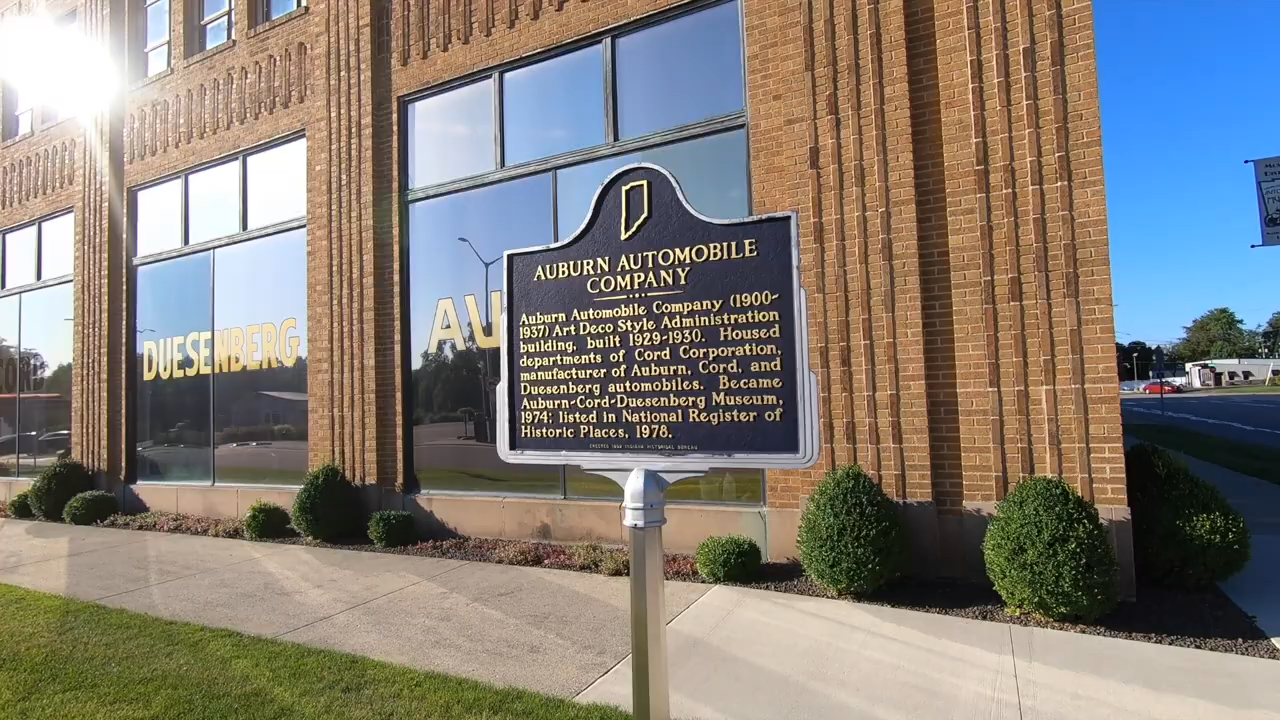 AUBURN AUTOMOBILE
COMPANY
Auburn Automobile Company (1900-
1937) Art Deco Style Administration
building, built 1929-1930. Housed
departments of Cord Corporation,
manufacturer of Auburn, Cord, and
Duesenberg automobiles. Became
Auburn-Cord-Duesenberg Museum,
1974; listed in National Register of
Historic Places, 1978.
DUESENBERG
AU